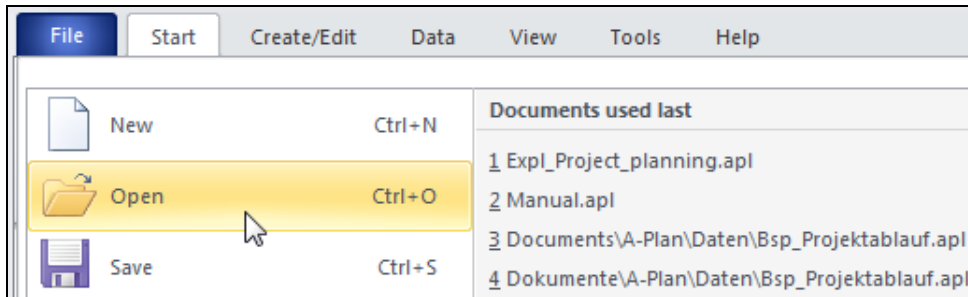 File Start Create/Edit Data View Tools Help
New Ctrl+N
Open Ctrl+O
Save Ctrl+S
Documents used last
1 Expl_Project_planning.apl
2 Manual.apl
3 Documents\A-Plan\Daten\Bsp_Projektablauf.apl
4 Dokumente\A-Plan\Daten\Bsp_Projektablauf.apl